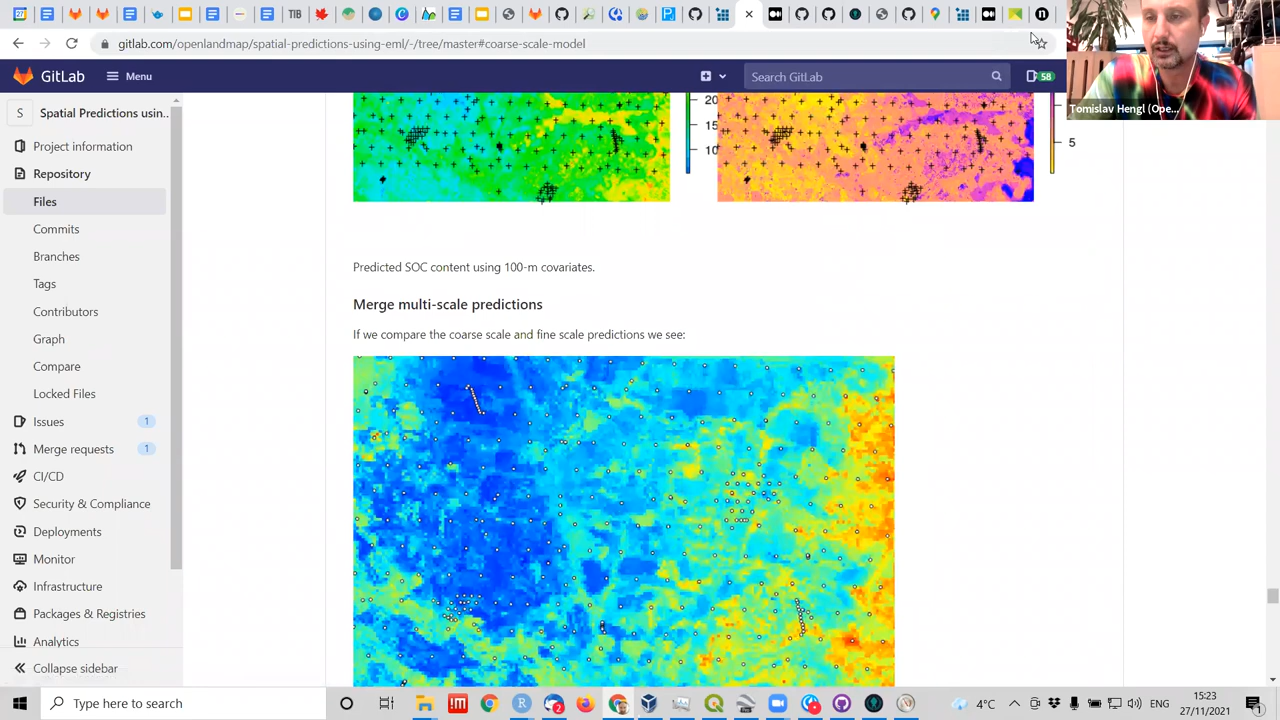 27
TIB
P
n
gitlab.com/openlandmap/spatial-predictions-using-eml/-/tree/master#coarse-scale-model
GitLab
Menu
Search GitLab
58
Tomislav Hengl (Ope...
S
Spatial Predictions usin..
Project information
Repository
Files
Commits
Branches
Tags
Contributors
Graph
Compare
Locked Files
Issues
1
Merge requests
1
CI/CD
Security & Compliance
Deployments
Monitor
Infrastructure
Packages & Registries
Analytics
Collapse sidebar
20
15
10
5
Predicted SOC content using 100-m covariates.
Merge multi-scale predictions
If we compare the coarse scale and fine scale predictions we see:
Type here to search
2
4°C
ENG
15:23
27/11/2021
1